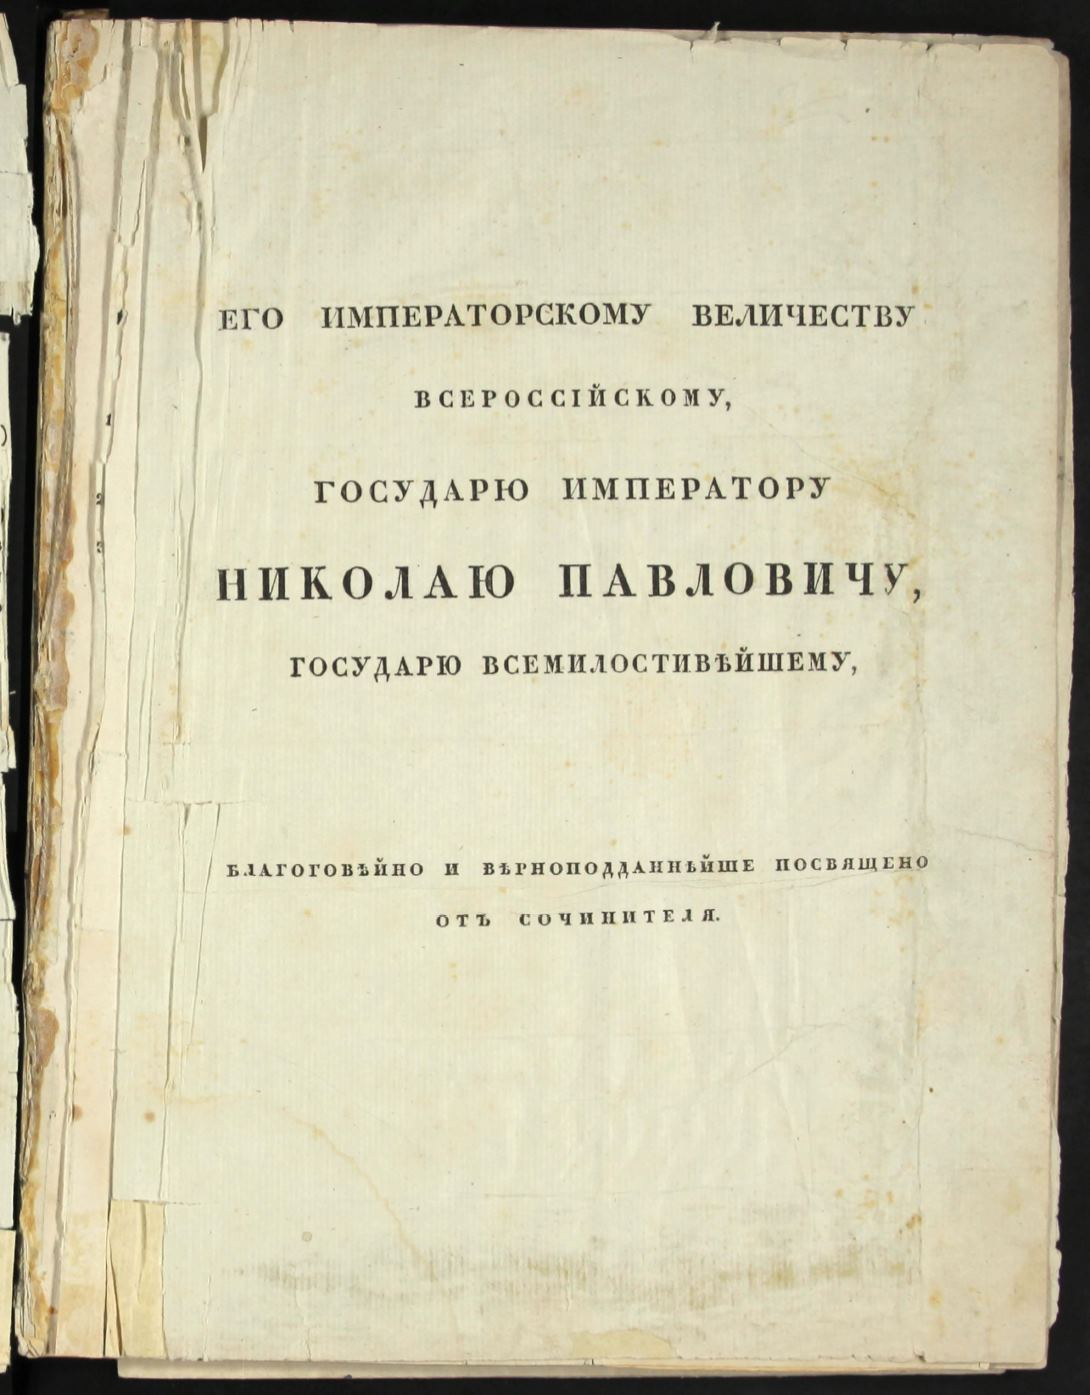 ЕГО ИМПЕРАТОРСКОМУ ВЕЛИЧЕСТВУ
ВСЕРОССІЙСКОМУ,
ГОСУДАРЮ ИМПЕРАТОРУ
НИКОЛАЮ ПАВЛОВИЧУ,
ГОСУДАРЮ ВСЕМИЛОСТИВѢЙШЕМУ,
БЛАГОГОВѢЙНО И ВѢРНОПОДДАННѢЙШЕ ПОСВЯЩЕНО
ОТЪ СОЧИНИТЕЛЯ.